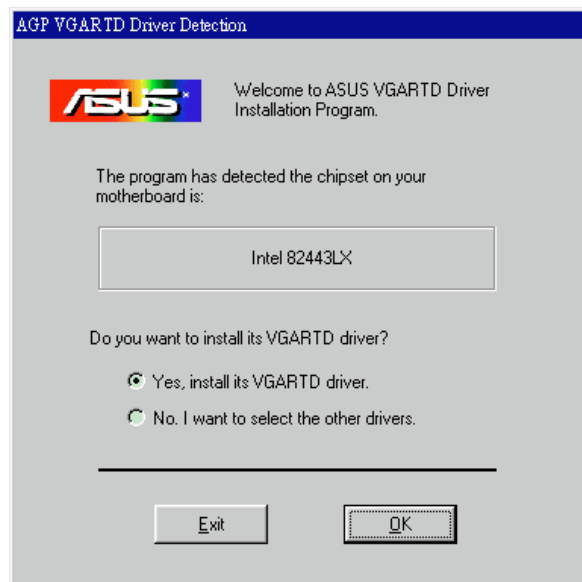 AGP VGARTD Driver Detection
ASUS
Welcome to ASUS VGARTD Driver
Installation Program.
The program has detected the chipset on your
motherboard is:
Intel 82443LX
Do you want to install its VGARTD driver?
Yes, install its VGARTD driver.
No. I want to select the other drivers.
Exit
OK